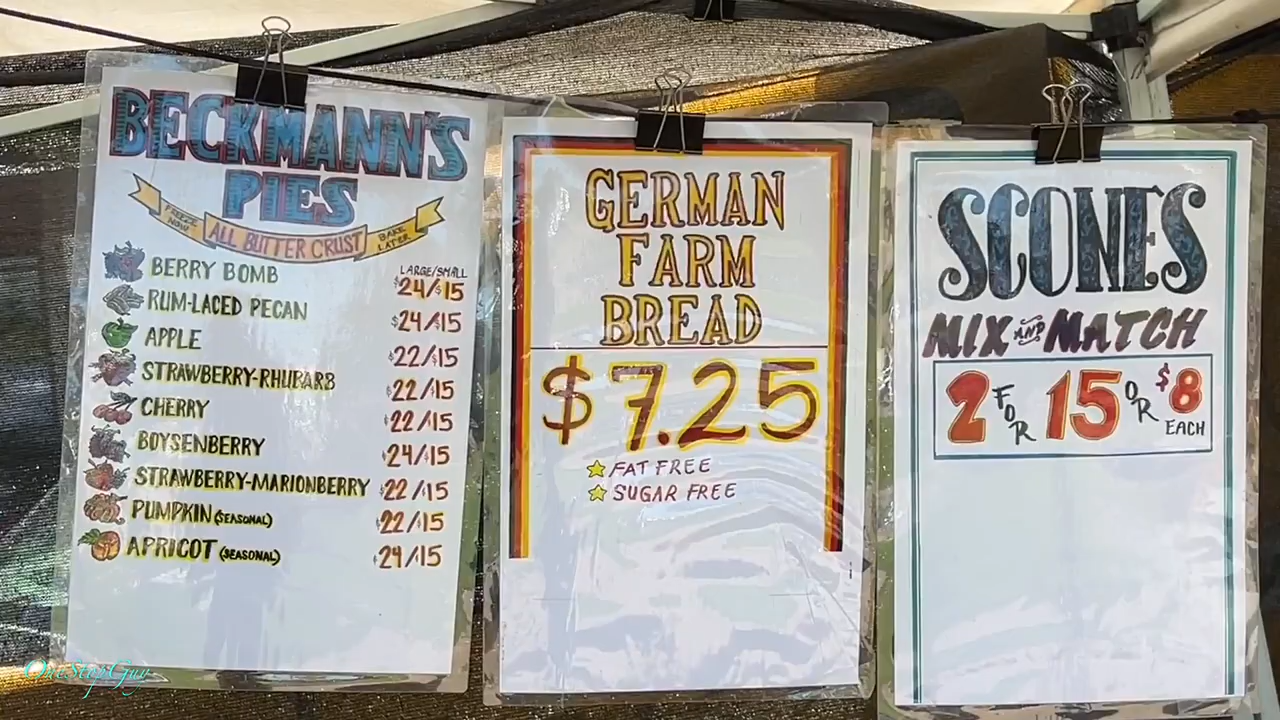 BECKMANN'S
PIES
FREEZE NOW ALL BUTTER CRUST BAKE LATER
LARGE/SMALL
BERRY BOMB $24/$15
RUM-LACED PECAN $24/$15
APPLE $22/$15
STRAWBERRY-RHUBARB $22/$15
CHERRY $22/$15
BOYSENBERRY $24/$15
STRAWBERRY-MARIONBERRY $22/$15
PUMPKIN (SEASONAL) $22/$15
APRICOT (SEASONAL) $24/$15
GERMAN
FARM
BREAD
$7.25
FAT FREE
SUGAR FREE
SCONES
MIX AND MATCH
2 FOR 15 OR $8 EACH
OneStopGuy